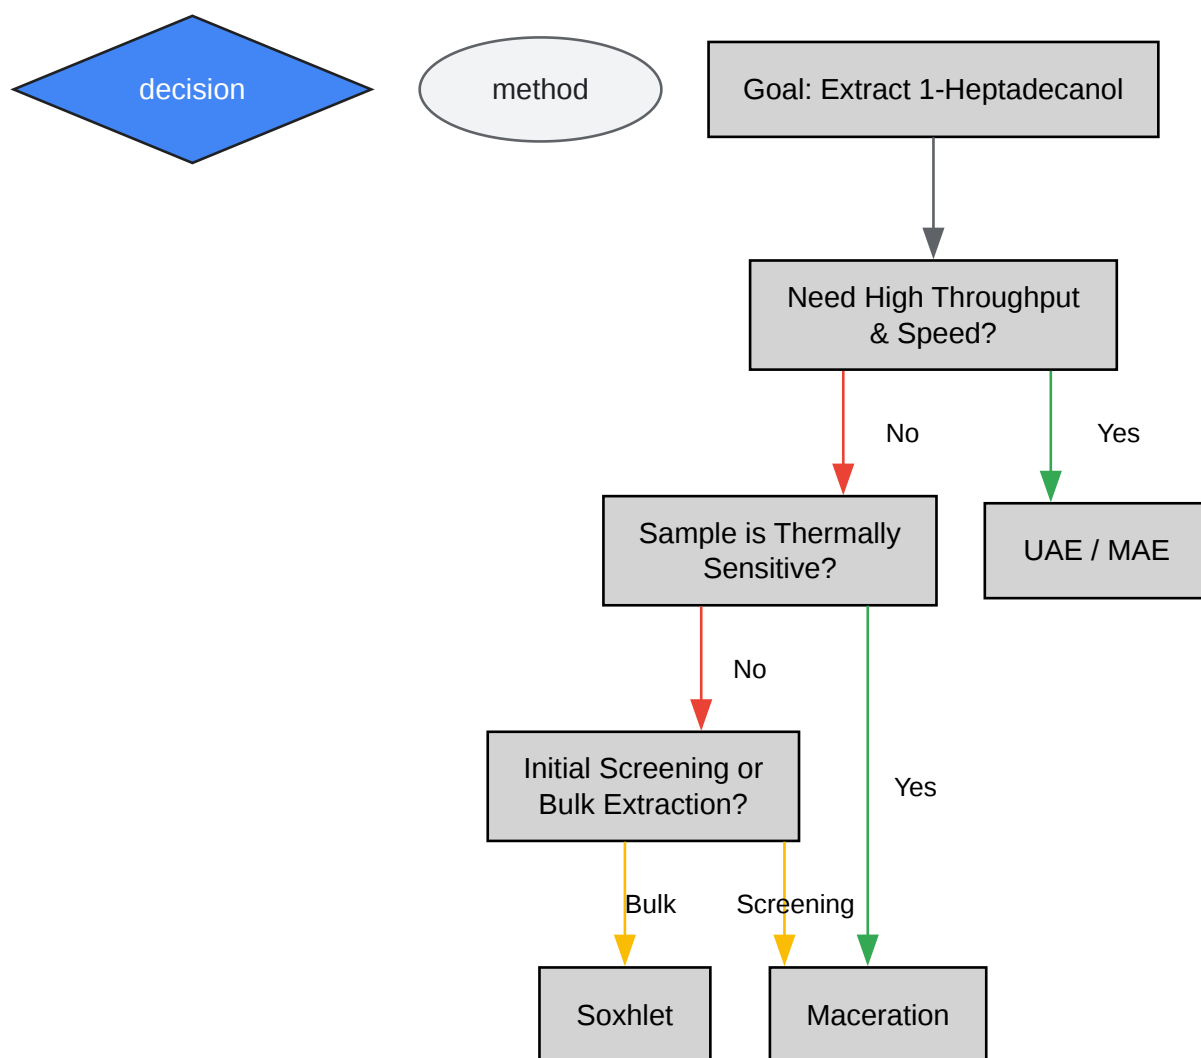 decision
method
Goal: Extract 1-Heptadecanol
Need High Throughput
& Speed?
No
Yes
Sample is Thermally
Sensitive?
UAE / MAE
No
Initial Screening or
Bulk Extraction?
Yes
Bulk
Screening
Soxhlet
Maceration